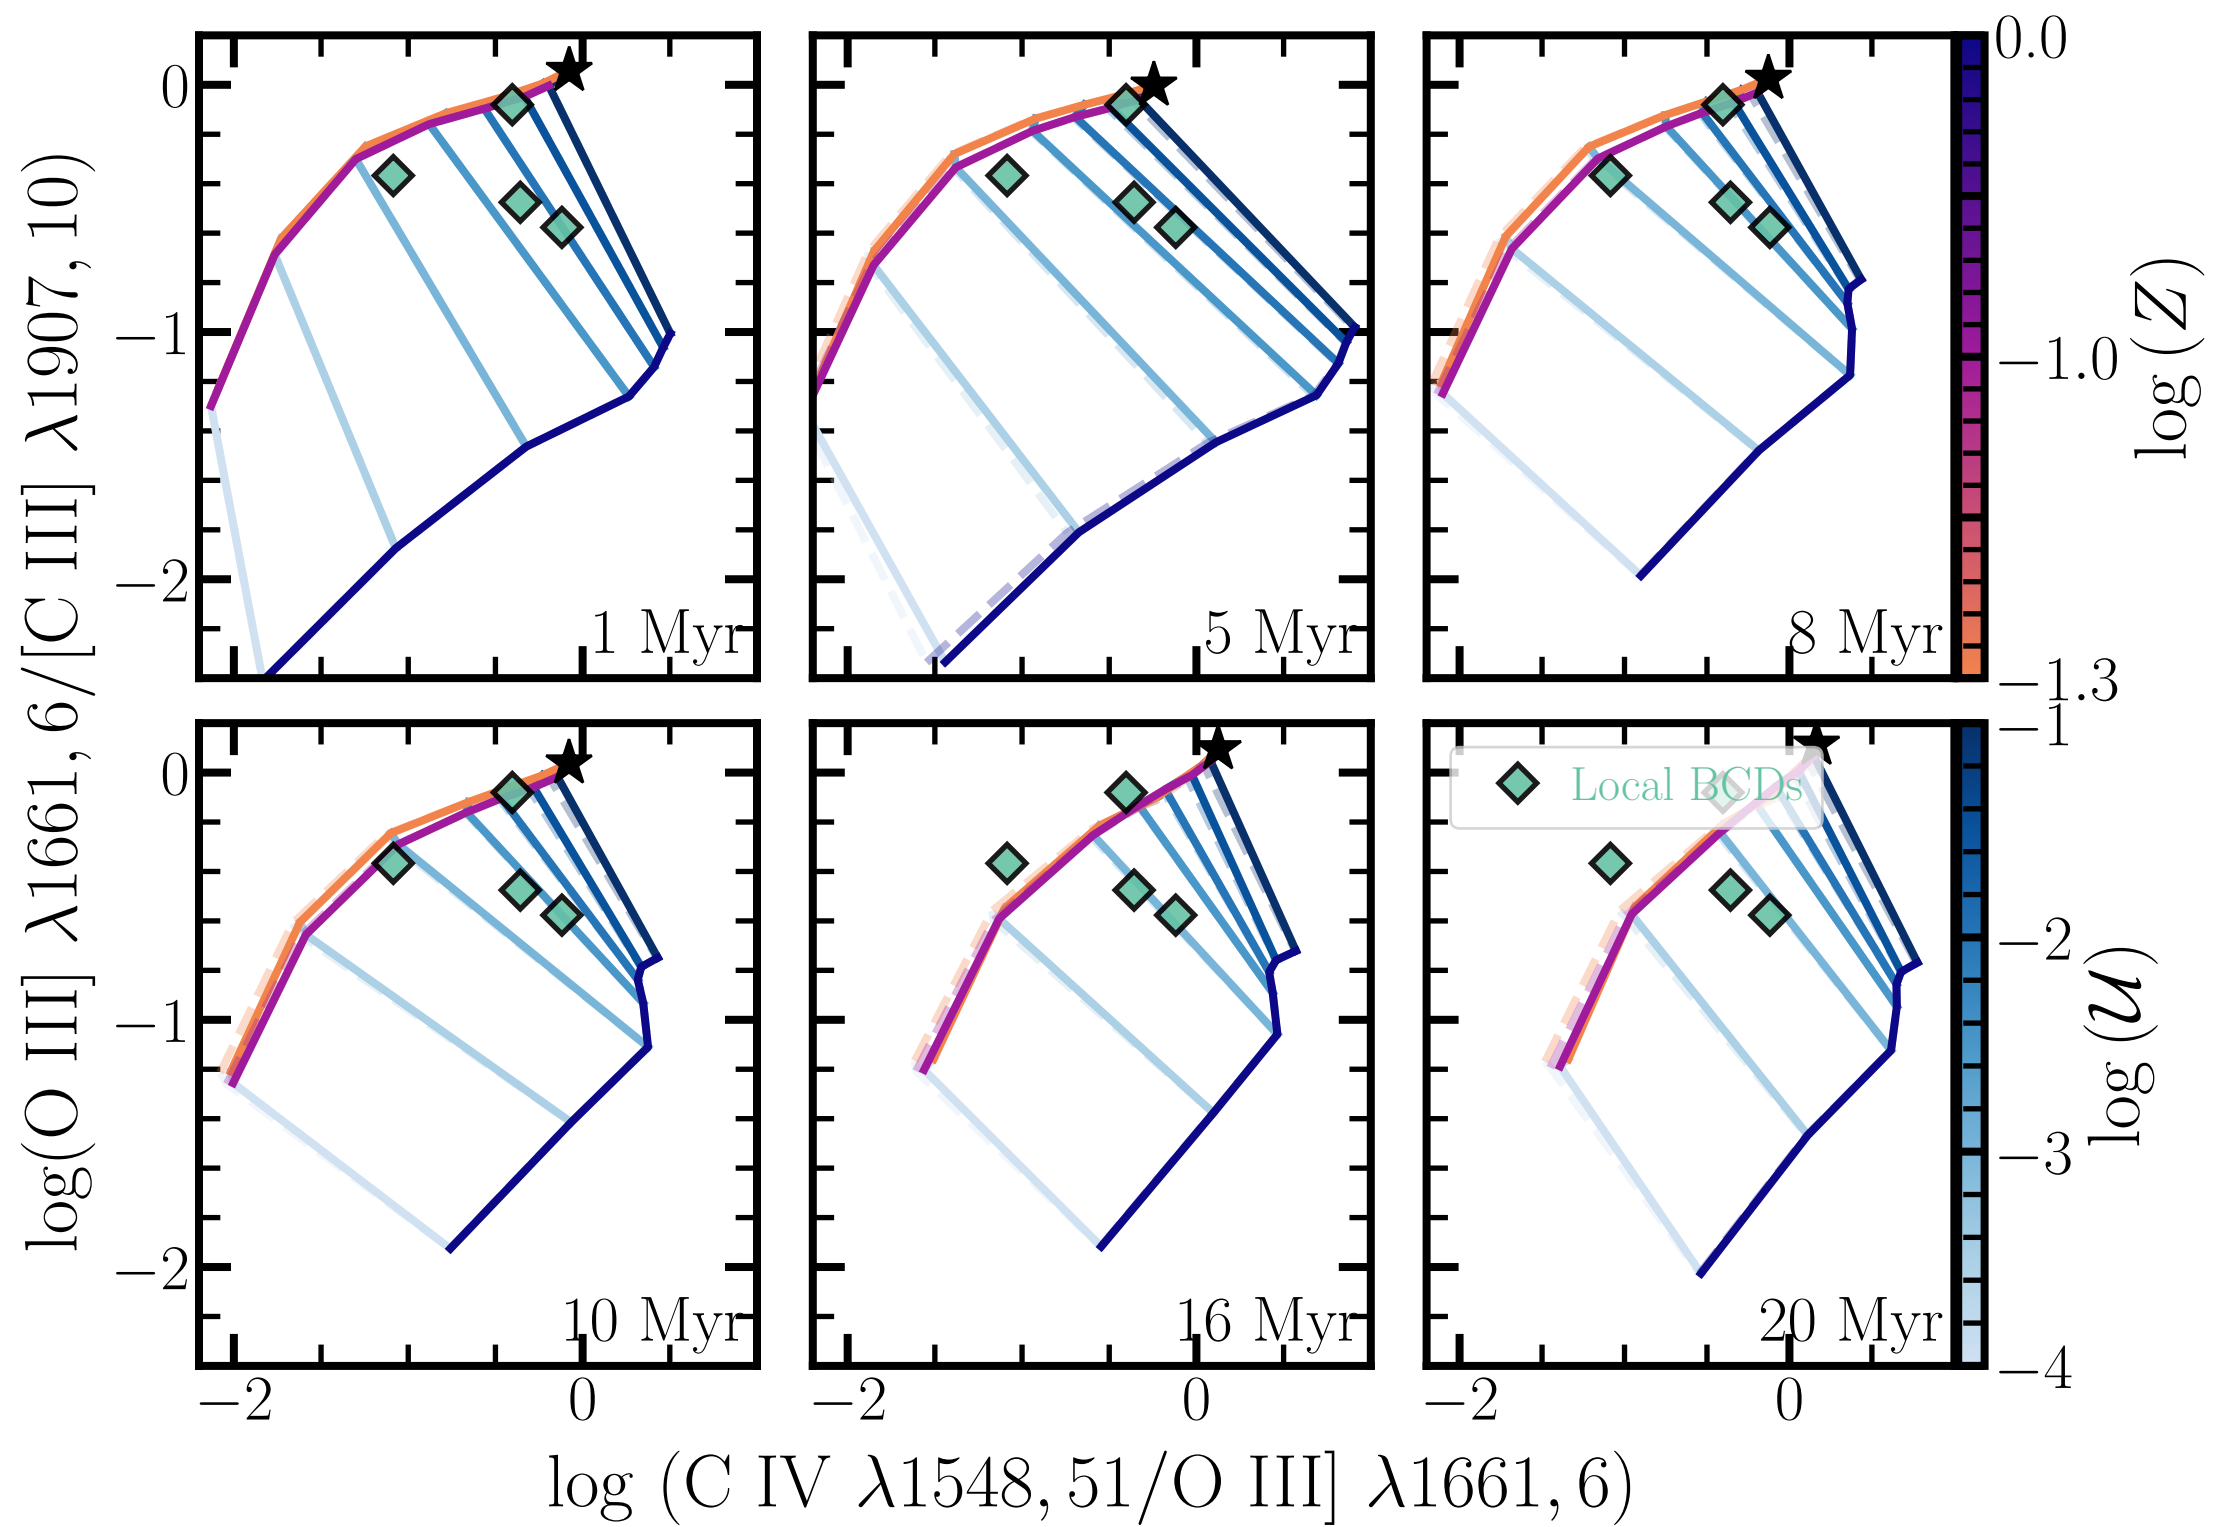 log(O III] λ1661, 6/[C III] λ1907, 10)
0
−1
−2
1 Myr
5 Myr
8 Myr
0.0
−1.0
−1.3
log (Z)
0
−1
−2
10 Myr
16 Myr
Local BCDs
20 Myr
−1
−2
−3
−4
log (𝒰)
−2 0
−2 0
−2 0
log (C IV λ1548, 51/O III] λ1661, 6)